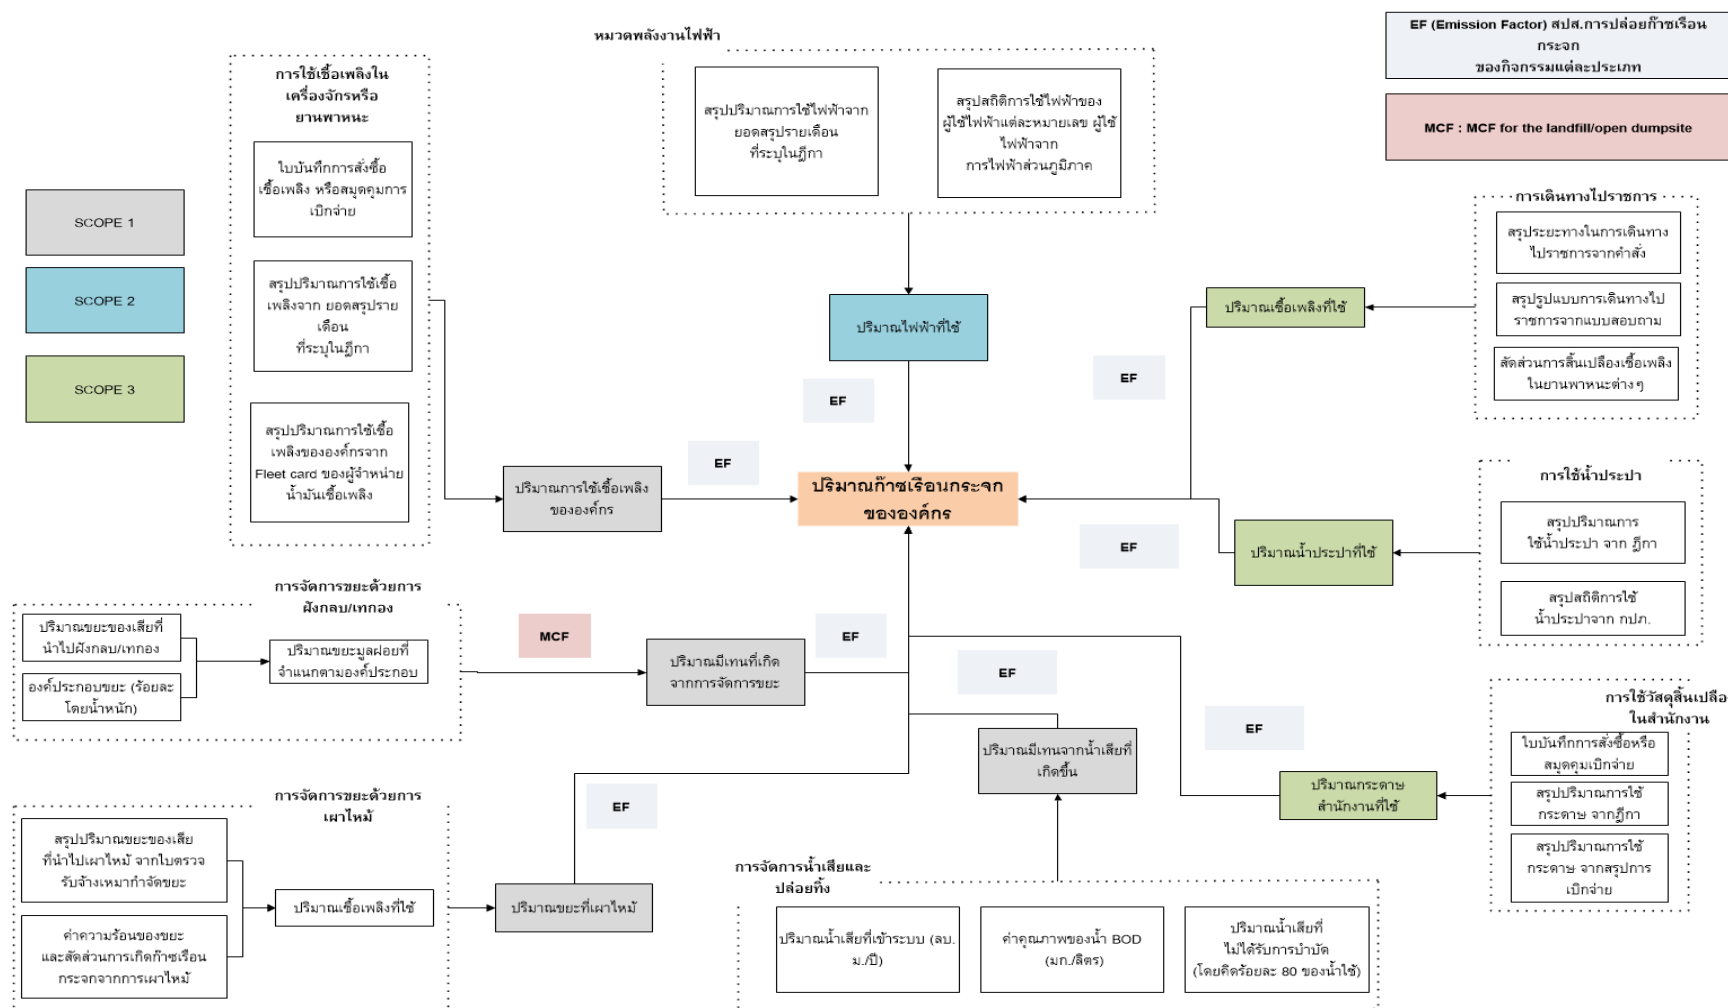 EF (Emission Factor) สปส.การปล่อยก๊าซเรือน
กระจก
ของกิจกรรมแต่ละประเภท
MCF : MCF for the landfill/open dumpsite
SCOPE 1
SCOPE 2
SCOPE 3
การใช้เชื้อเพลิงใน
เครื่องจักรหรือ
ยานพาหนะ
ใบบันทึกการสั่งซื้อ
เชื้อเพลิง หรือสมุดคุมการ
เบิกจ่าย
สรุปปริมาณการใช้เชื้อ
เพลิงจาก ยอดสรุปราย
เดือน
ที่ระบุในฎีกา
สรุปปริมาณการใช้เชื้อ
เพลิงขององค์กรจาก
Fleet card ของผู้จำหน่าย
น้ำมันเชื้อเพลิง
ปริมาณการใช้เชื้อเพลิง
ขององค์กร
EF
หมวดพลังงานไฟฟ้า
สรุปปริมาณการใช้ไฟฟ้าจาก
ยอดสรุปรายเดือน
ที่ระบุในฎีกา
สรุปสถิติการใช้ไฟฟ้าของ
ผู้ใช้ไฟฟ้าแต่ละหมายเลข ผู้ใช้
ไฟฟ้าจาก
การไฟฟ้าส่วนภูมิภาค
ปริมาณไฟฟ้าที่ใช้
EF
ปริมาณก๊าซเรือนกระจก
ขององค์กร
การเดินทางไปราชการ
สรุประยะทางในการเดินทาง
ไปราชการจากคำสั่ง
สรุปรูปแบบการเดินทางไป
ราชการจากแบบสอบถาม
สัดส่วนการสิ้นเปลืองเชื้อเพลิง
ในยานพาหนะต่างๆ
ปริมาณเชื้อเพลิงที่ใช้
EF
การใช้น้ำประปา
สรุปปริมาณการ
ใช้น้ำประปา จาก ฎีกา
สรุปสถิติการใช้
น้ำประปาจาก กปภ.
ปริมาณน้ำประปาที่ใช้
EF
การจัดการขยะด้วยการ
ฝังกลบ/เทกอง
ปริมาณขยะของเสียที่
นำไปฝังกลบ/เทกอง
องค์ประกอบขยะ (ร้อยละ
โดยน้ำหนัก)
ปริมาณขยะมูลฝอยที่
จำแนกตามองค์ประกอบ
MCF
ปริมาณมีเทนที่เกิด
จากการจัดการขยะ
EF
EF
ปริมาณมีเทนจากน้ำเสียที่
เกิดขึ้น
การใช้วัสดุสิ้นเปลือ
ในสำนักงาน
ใบบันทึกการสั่งซื้อหรือ
สมุดคุมเบิกจ่าย
สรุปปริมาณการใช้
กระดาษ จากฎีกา
สรุปปริมาณการใช้
กระดาษ จากสรุปการ
เบิกจ่าย
ปริมาณกระดาษ
สำนักงานที่ใช้
EF
การจัดการขยะด้วยการ
เผาไหม้
สรุปปริมาณขยะของเสีย
ที่นำไปเผาไหม้ จากใบตรวจ
รับจ้างเหมากำจัดขยะ
ค่าความร้อนของขยะ
และสัดส่วนการเกิดก๊าซเรือน
กระจกจากการเผาไหม้
ปริมาณเชื้อเพลิงที่ใช้
ปริมาณขยะที่เผาไหม้
EF
การจัดการน้ำเสียและ
ปล่อยทิ้ง
ปริมาณน้ำเสียที่เข้าระบบ (ลบ.
ม./ปี)
ค่าคุณภาพของน้ำ BOD
(มก./ลิตร)
ปริมาณน้ำเสียที่
ไม่ได้รับการบำบัด
(โดยคิดร้อยละ 80 ของน้ำใช้)